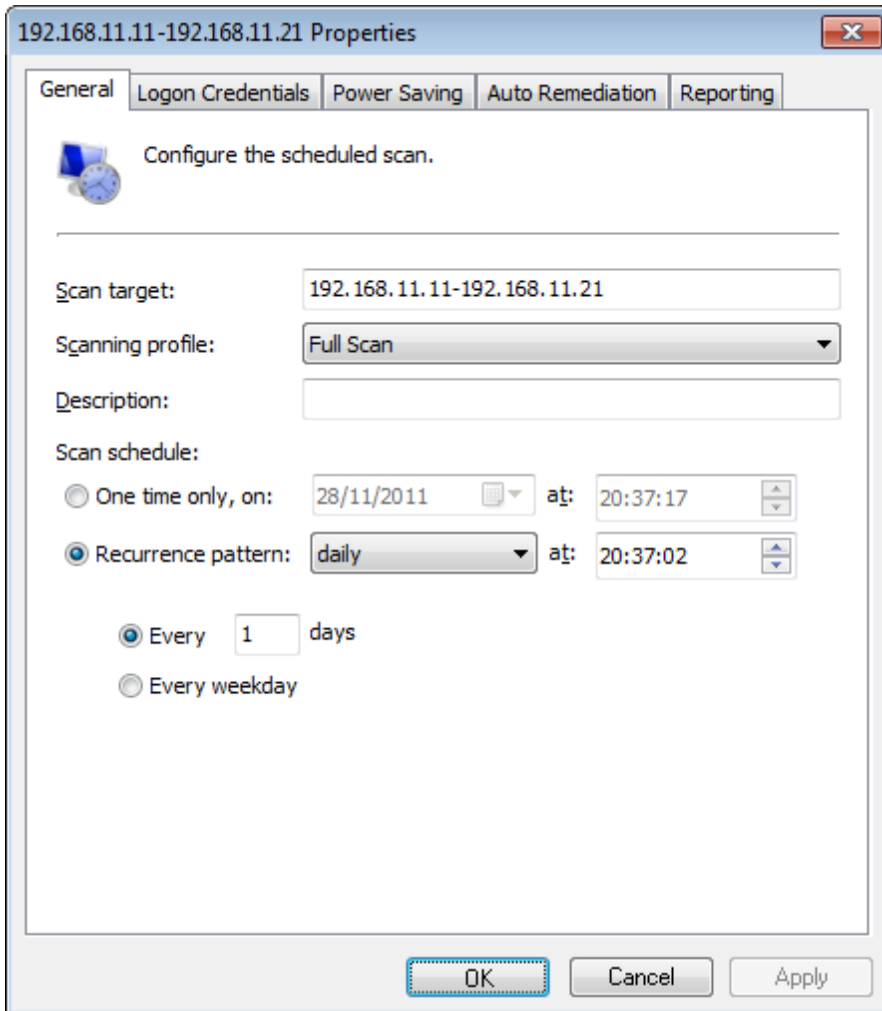 192.168.11.11-192.168.11.21 Properties
General Logon Credentials Power Saving Auto Remediation Reporting
Configure the scheduled scan.
Scan target: 192.168.11.11-192.168.11.21
Scanning profile: Full Scan
Description:
Scan schedule:
One time only, on: 28/11/2011 at: 20:37:17
Recurrence pattern: daily at: 20:37:02
Every 1 days
Every weekday
OK Cancel Apply